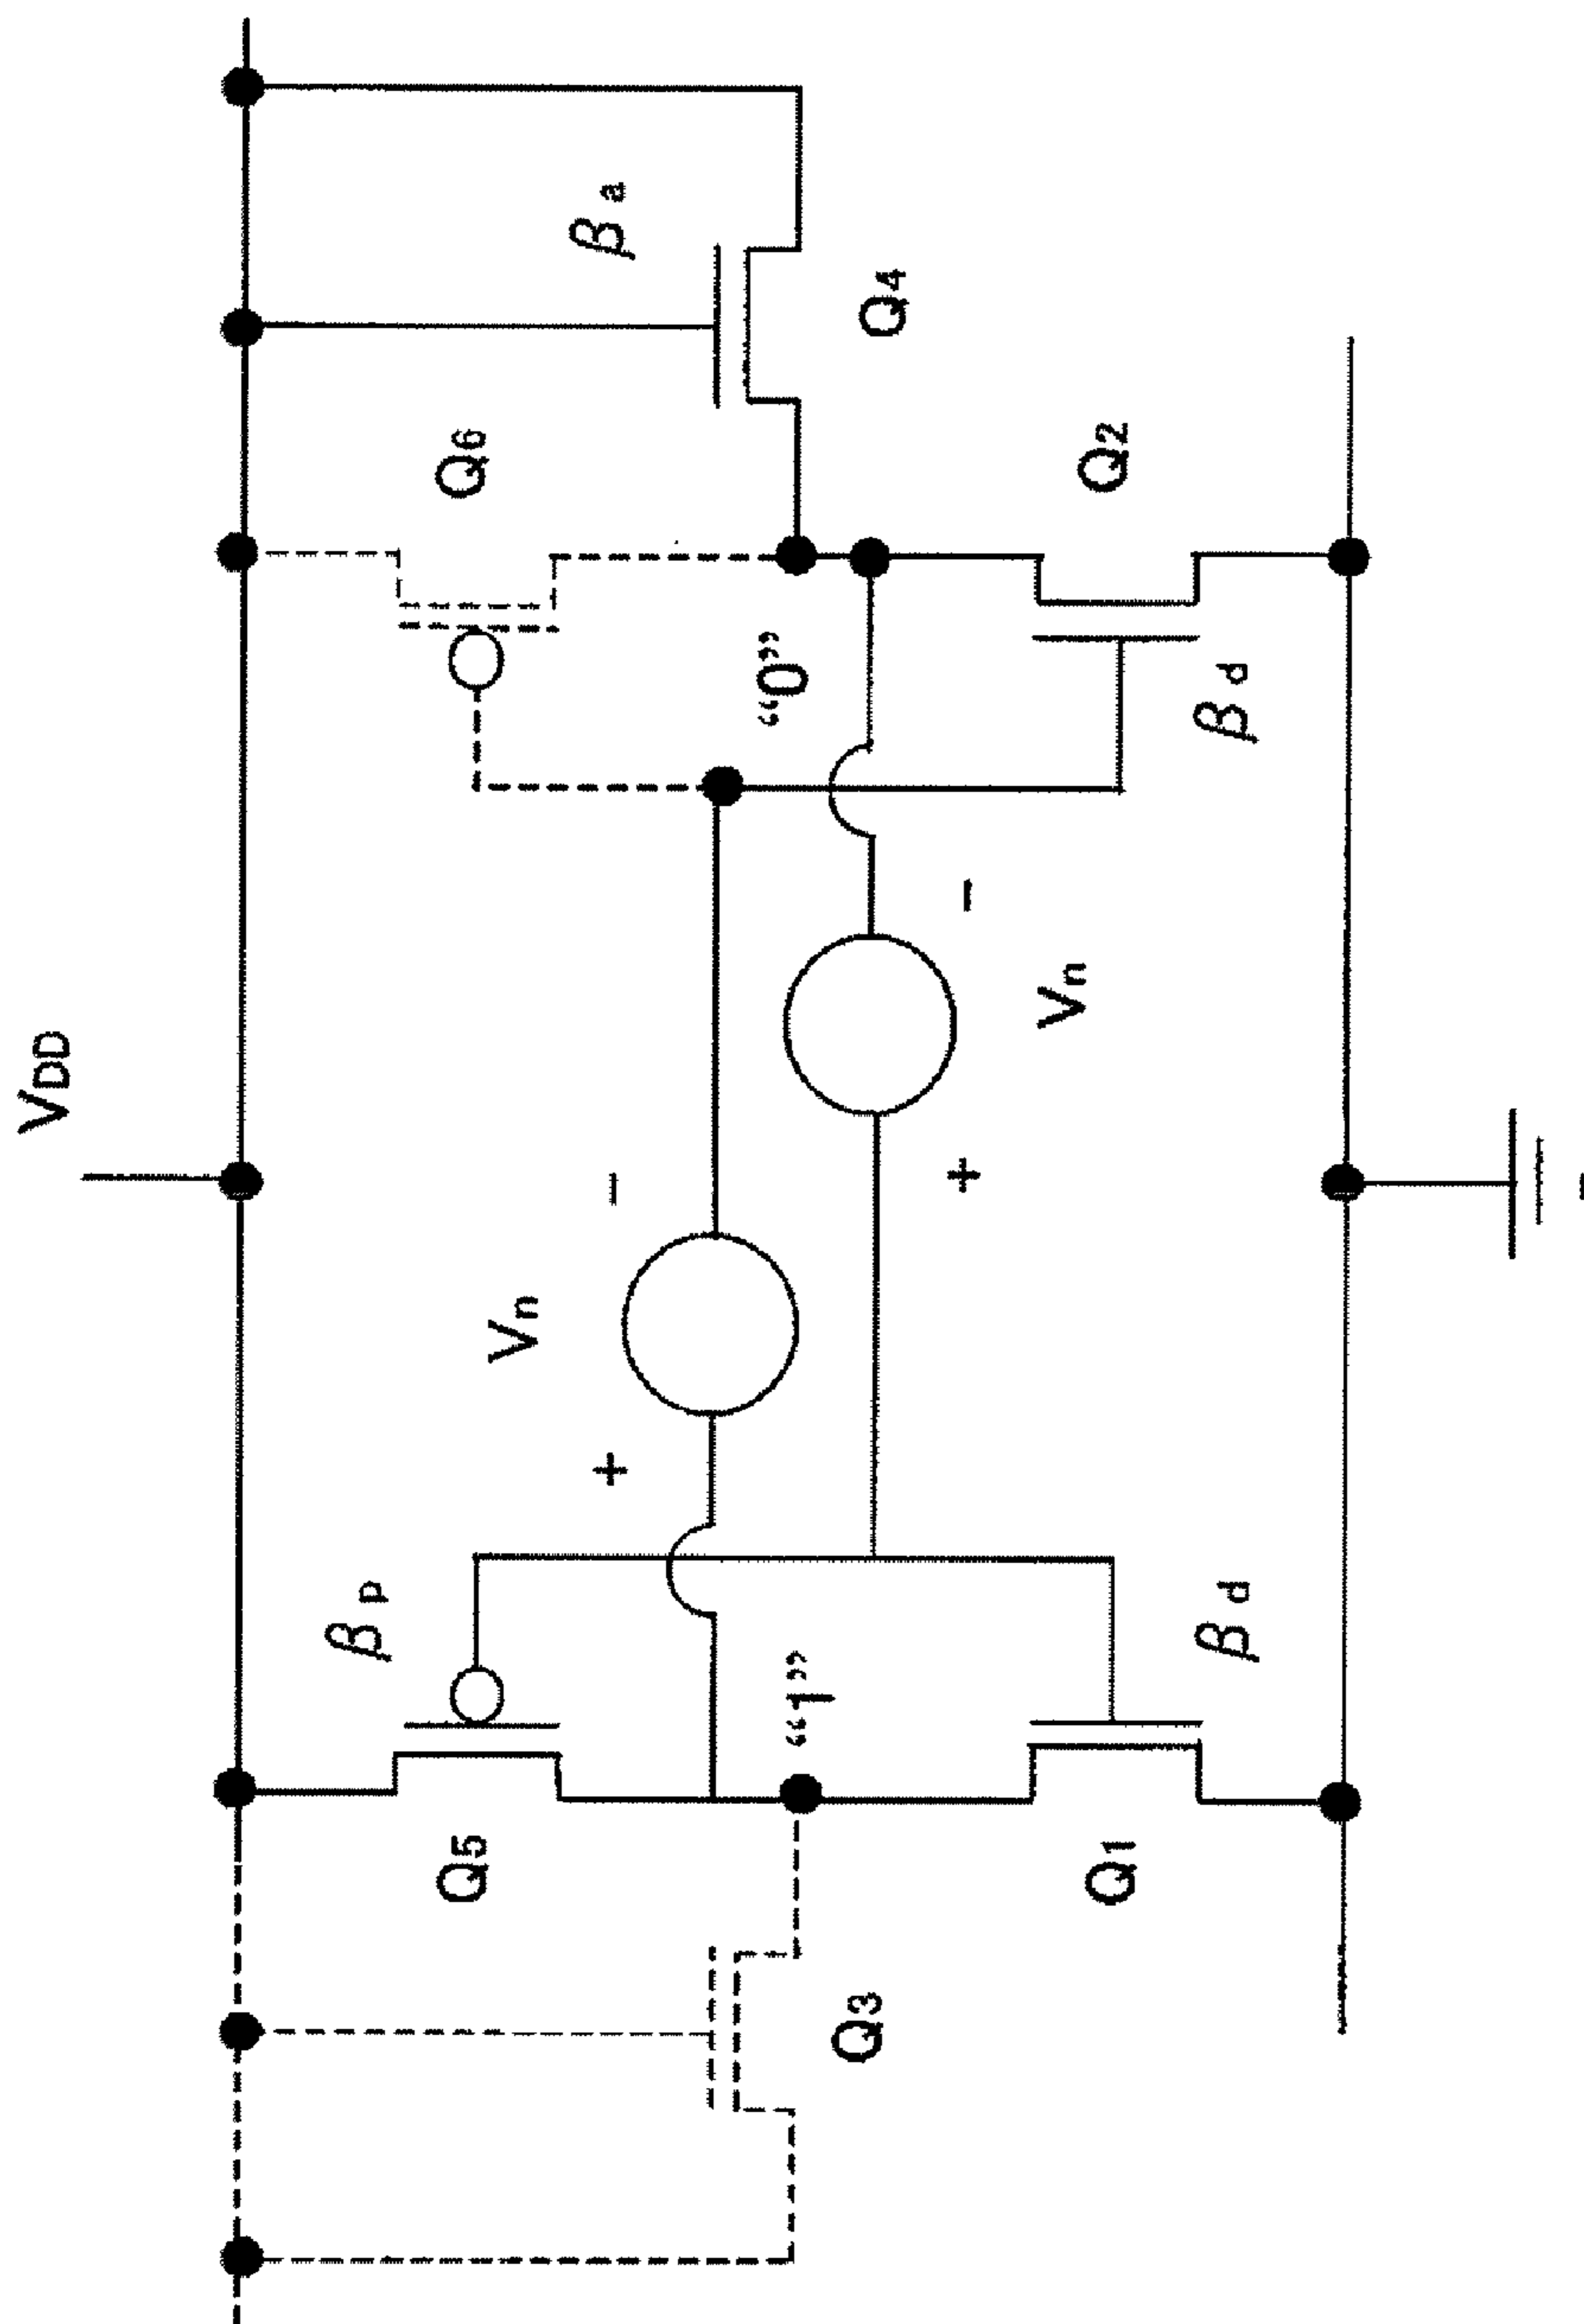 VDD
βp
Q5
Q6
Vn
βa
+
−
“1”
“0”
Q3
Q4
+
−
Vn
Q1
Q2
βd
βd